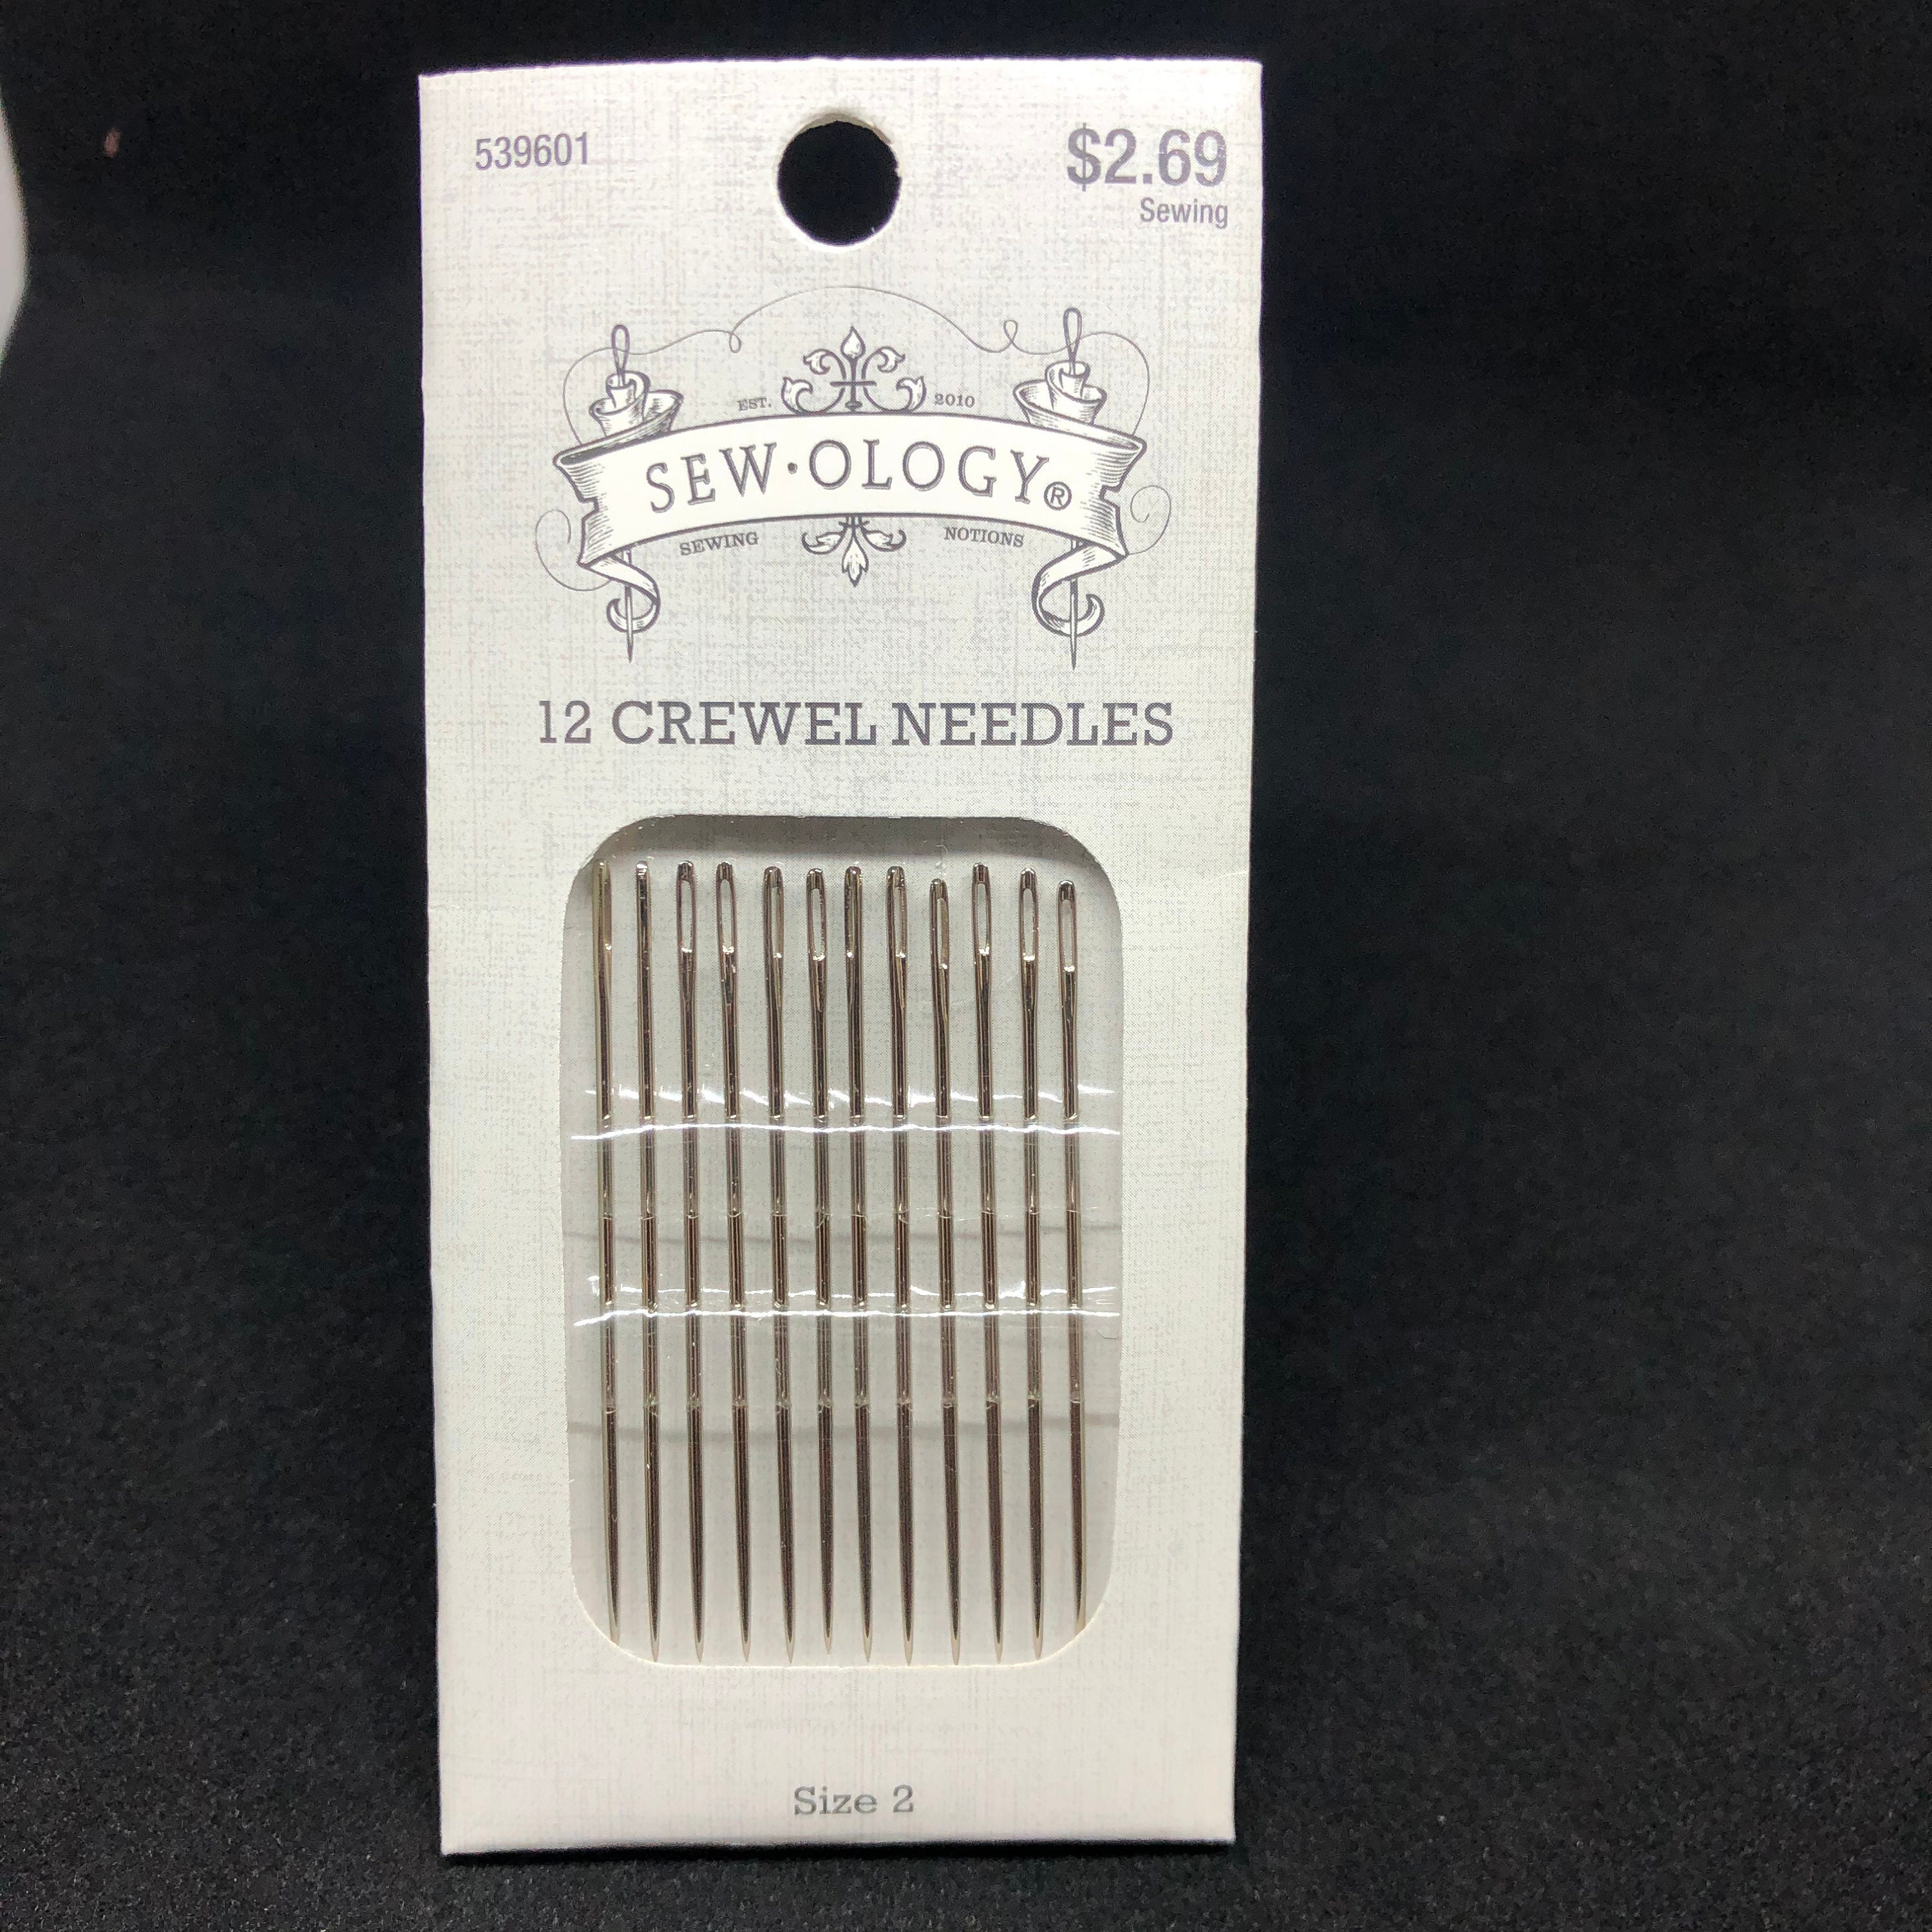 539601
$2.69
Sewing
EST. 2010
SEW·OLOGY®
SEWING NOTIONS
12 CREWEL NEEDLES
Size 2